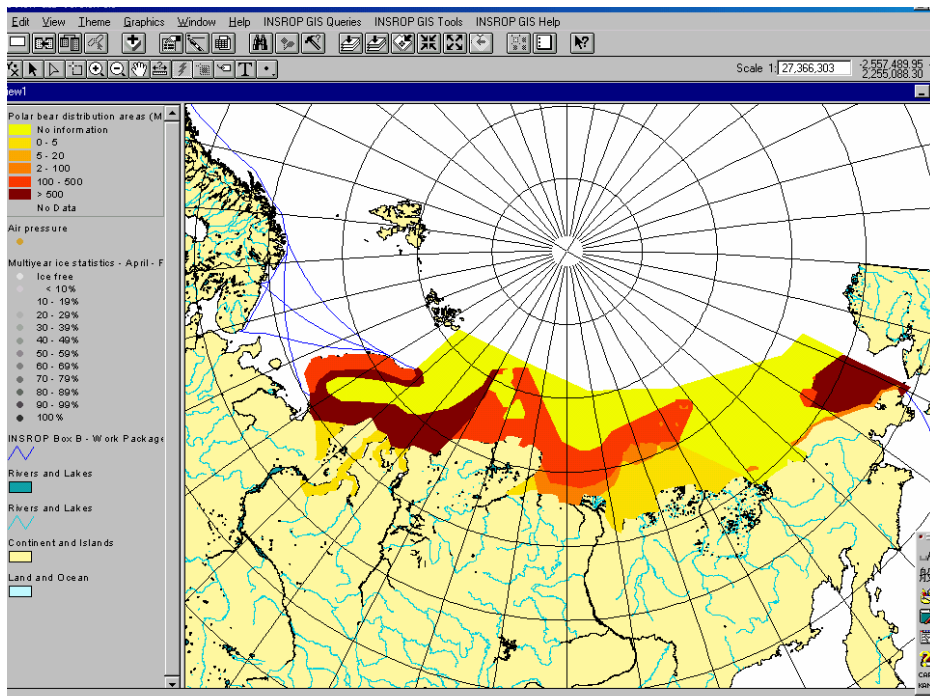 Edit View Theme Graphics Window Help INSROP GIS Queries INSROP GIS Tools INSROP GIS Help
Scale 1: 27,366,303 -2,557,489.95
2,255,088.30
ew1
Polar bear distribution areas (M
No information
0 - 5
5 - 20
2 - 100
100 - 500
> 500
No Data
Air pressure
Multiyear ice statistics - April - F
Ice free
< 10%
10 - 19%
20 - 29%
30 - 39%
40 - 49%
50 - 59%
60 - 69%
70 - 79%
80 - 89%
90 - 99%
100%
INSROP Box B - Work Package
Rivers and Lakes
Rivers and Lakes
Continent and Islands
Land and Ocean